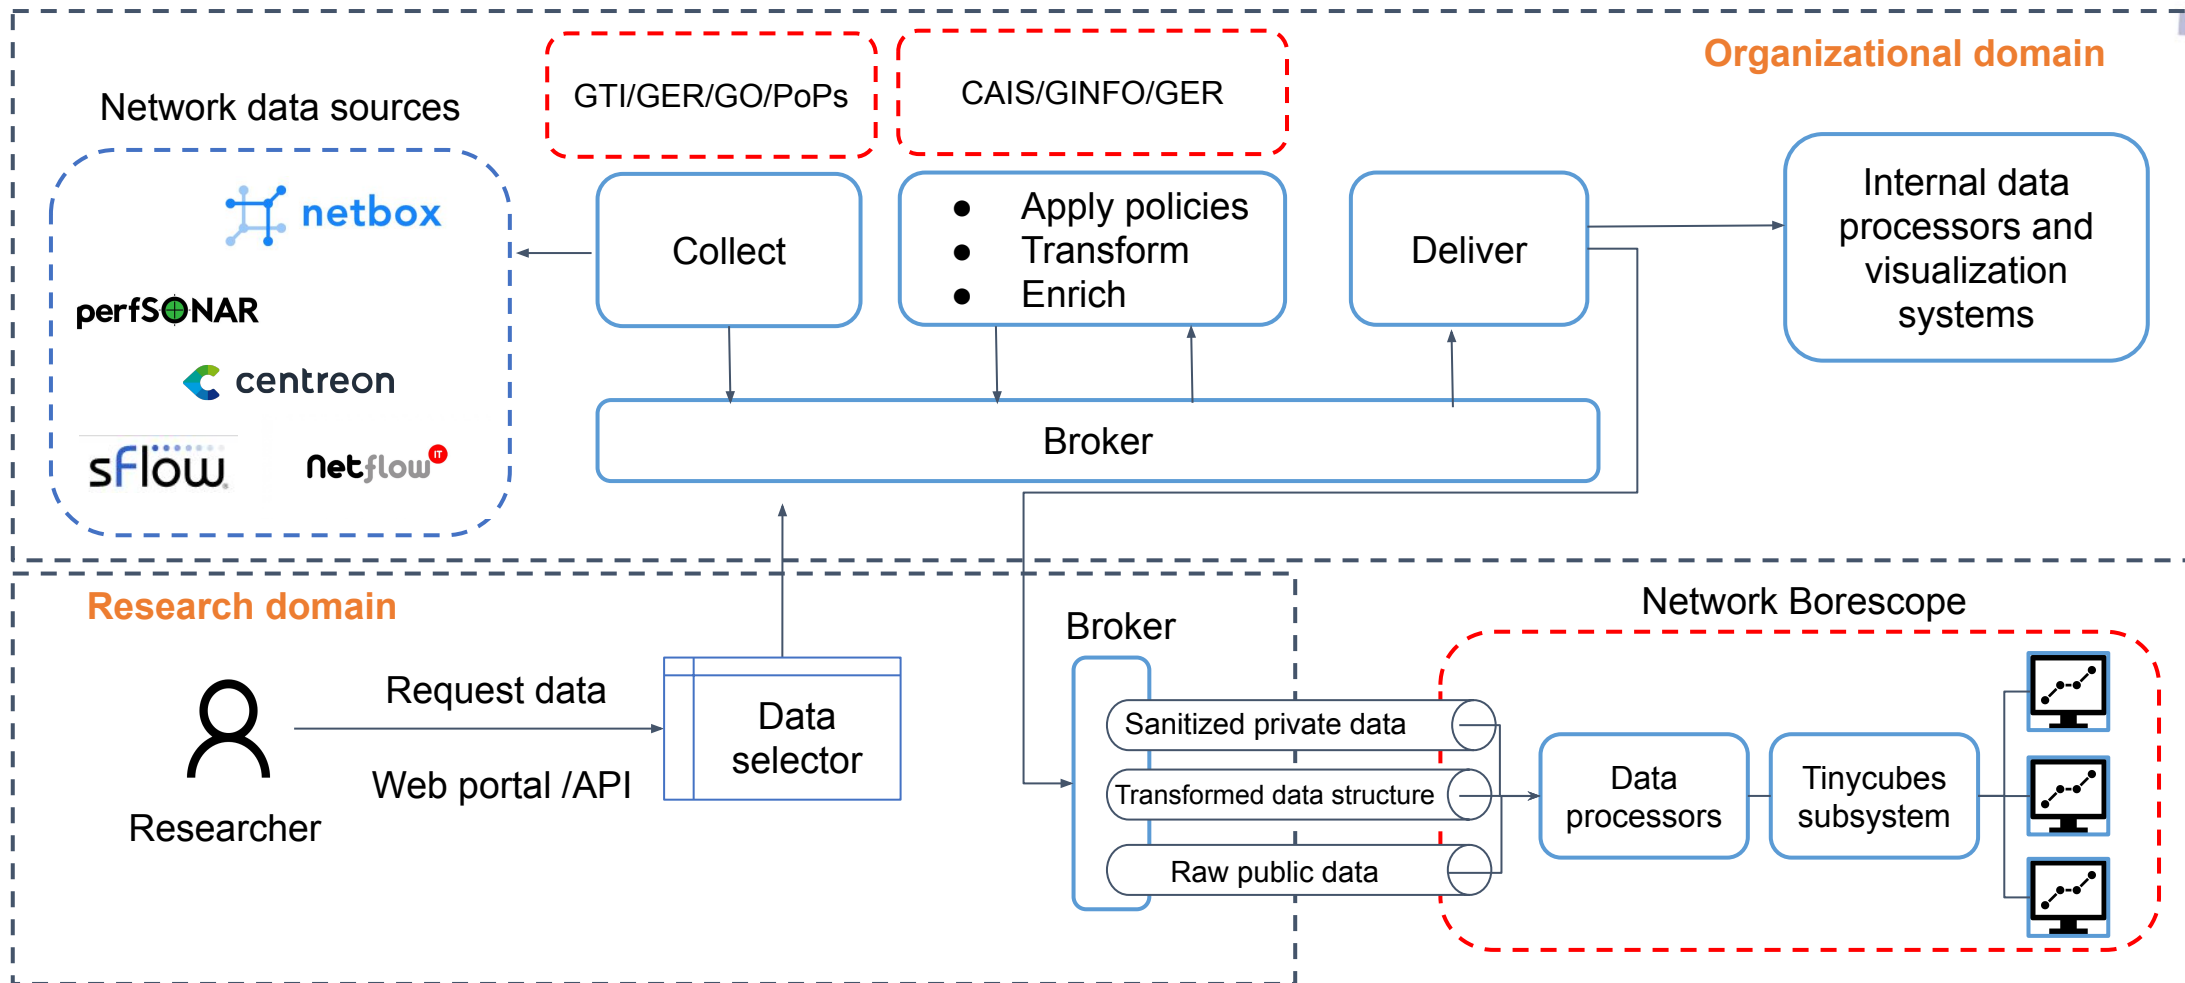 Organizational domain
Network data sources
GTI/GER/GO/PoPs
CAIS/GINFO/GER
netbox
perfSONAR
centreon
sFlow
Netflow IT
Collect
● Apply policies
● Transform
● Enrich
Deliver
Internal data
processors and
visualization
systems
Broker
Research domain
Researcher
Request data
Web portal /API
Data
selector
Broker
Sanitized private data
Transformed data structure
Raw public data
Network Borescope
Data
processors
Tinycubes
subsystem